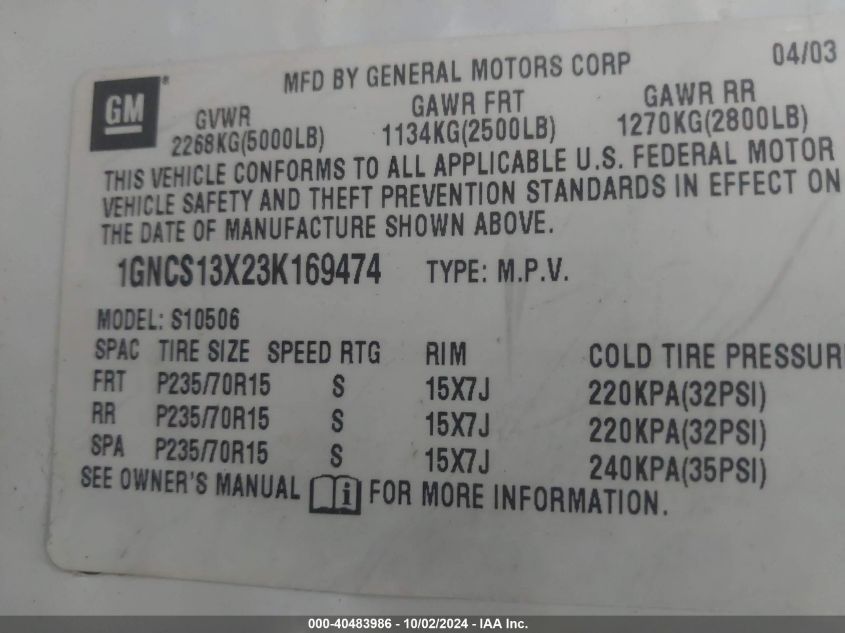 GM® MFD BY GENERAL MOTORS CORP 04/03
GVWR GAWR FRT GAWR RR
2268KG(5000LB) 1134KG(2500LB) 1270KG(2800LB)
THIS VEHICLE CONFORMS TO ALL APPLICABLE U.S. FEDERAL MOTOR
VEHICLE SAFETY AND THEFT PREVENTION STANDARDS IN EFFECT ON
THE DATE OF MANUFACTURE SHOWN ABOVE.
1GNCS13X23K169474 TYPE: M.P.V.
MODEL: S10506
SPAC TIRE SIZE SPEED RTG RIM COLD TIRE PRESSUR
FRT P235/70R15 S 15X7J 220KPA(32PSI)
RR P235/70R15 S 15X7J 220KPA(32PSI)
SPA P235/70R15 S 15X7J 240KPA(35PSI)
SEE OWNER'S MANUAL i FOR MORE INFORMATION.
000-40483986 - 10/02/2024 - IAA Inc.